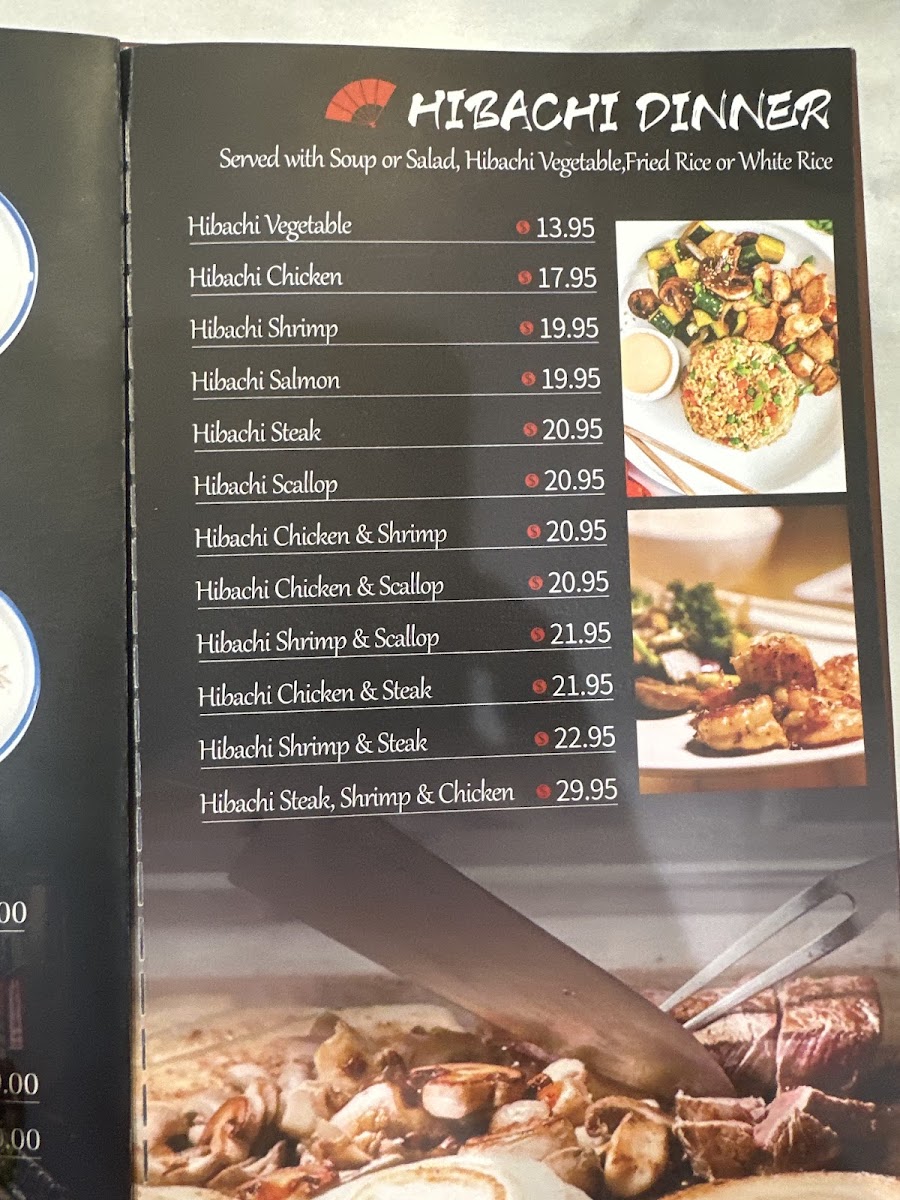 HIBACHI DINNER
Served with Soup or Salad, Hibachi Vegetable,Fried Rice or White Rice
Hibachi Vegetable $ 13.95
Hibachi Chicken $ 17.95
Hibachi Shrimp $ 19.95
Hibachi Salmon $ 19.95
Hibachi Steak $ 20.95
Hibachi Scallop $ 20.95
Hibachi Chicken & Shrimp $ 20.95
Hibachi Chicken & Scallop $ 20.95
Hibachi Shrimp & Scallop $ 21.95
Hibachi Chicken & Steak $ 21.95
Hibachi Shrimp & Steak $ 22.95
Hibachi Steak, Shrimp & Chicken $ 29.95